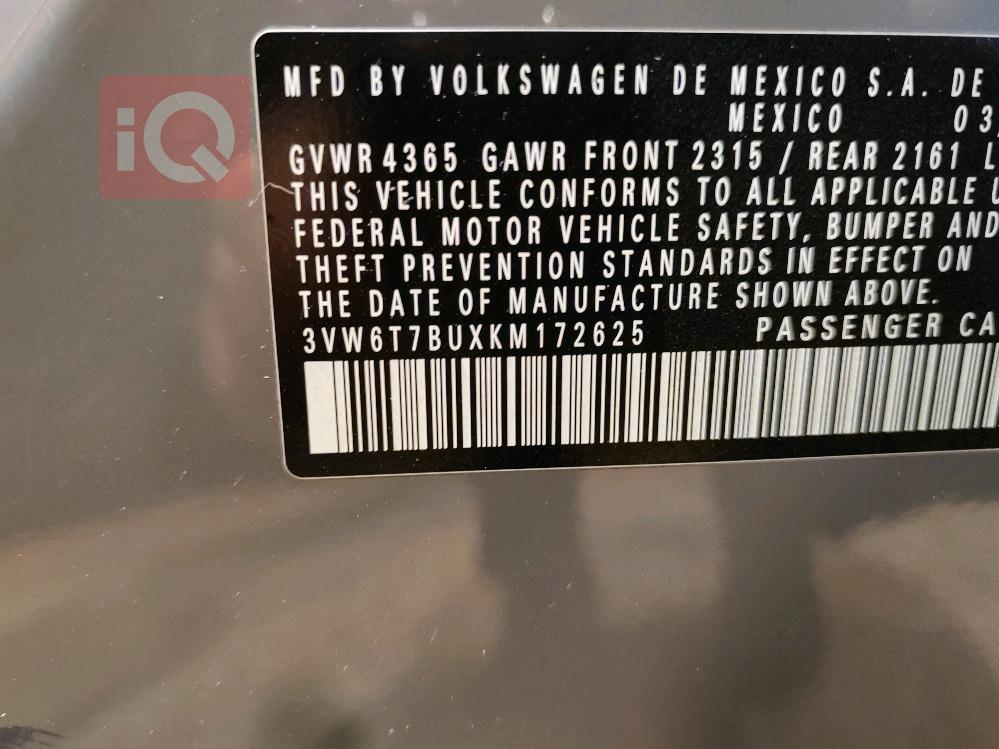 iQ
MFD BY VOLKSWAGEN DE MEXICO S.A. DE
MEXICO 03
GVWR 4365 GAWR FRONT 2315 / REAR 2161 L
THIS VEHICLE CONFORMS TO ALL APPLICABLE U
FEDERAL MOTOR VEHICLE SAFETY, BUMPER AND
THEFT PREVENTION STANDARDS IN EFFECT ON
THE DATE OF MANUFACTURE SHOWN ABOVE.
3VW6T7BUXKM172625 PASSENGER CA